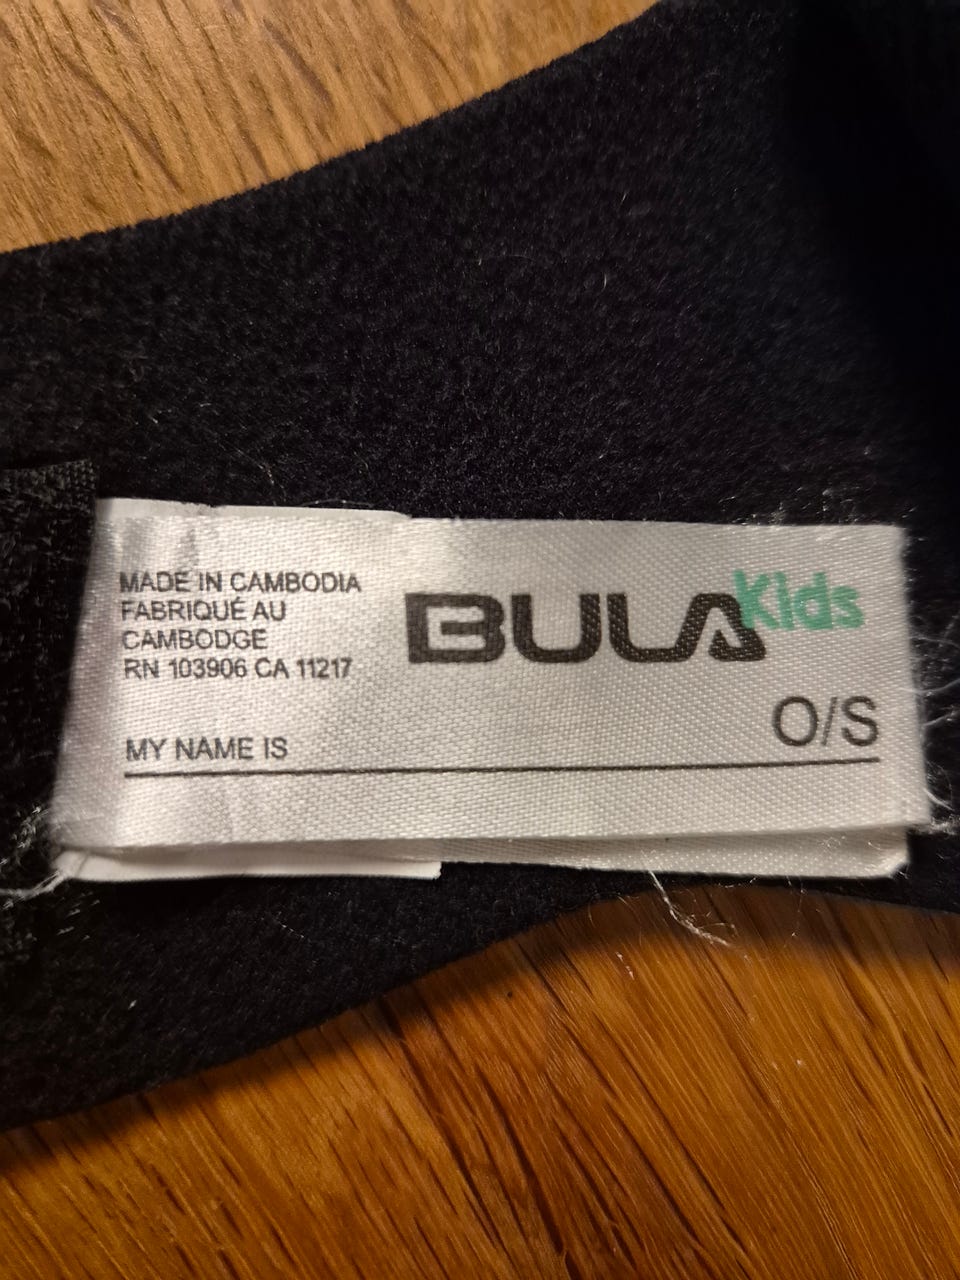 MADE IN CAMBODIA
FABRIQUÉ AU
CAMBODGE
RN 103906 CA 11217
BULA Kids
O/S
MY NAME IS